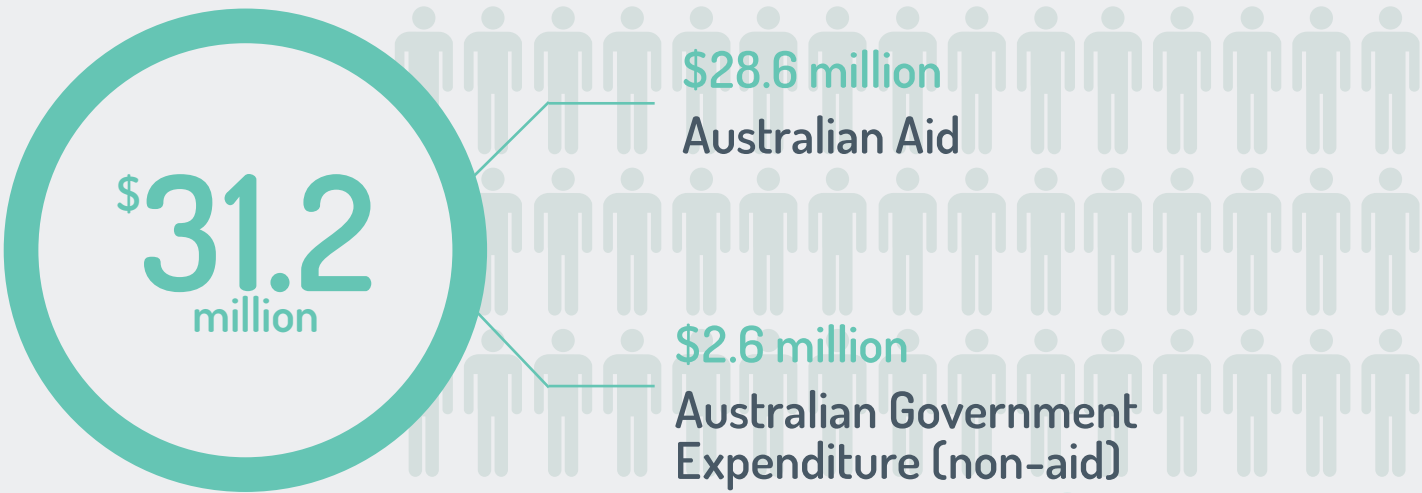 $31.2
million
$28.6 million
Australian Aid
$2.6 million
Australian Government
Expenditure (non-aid)